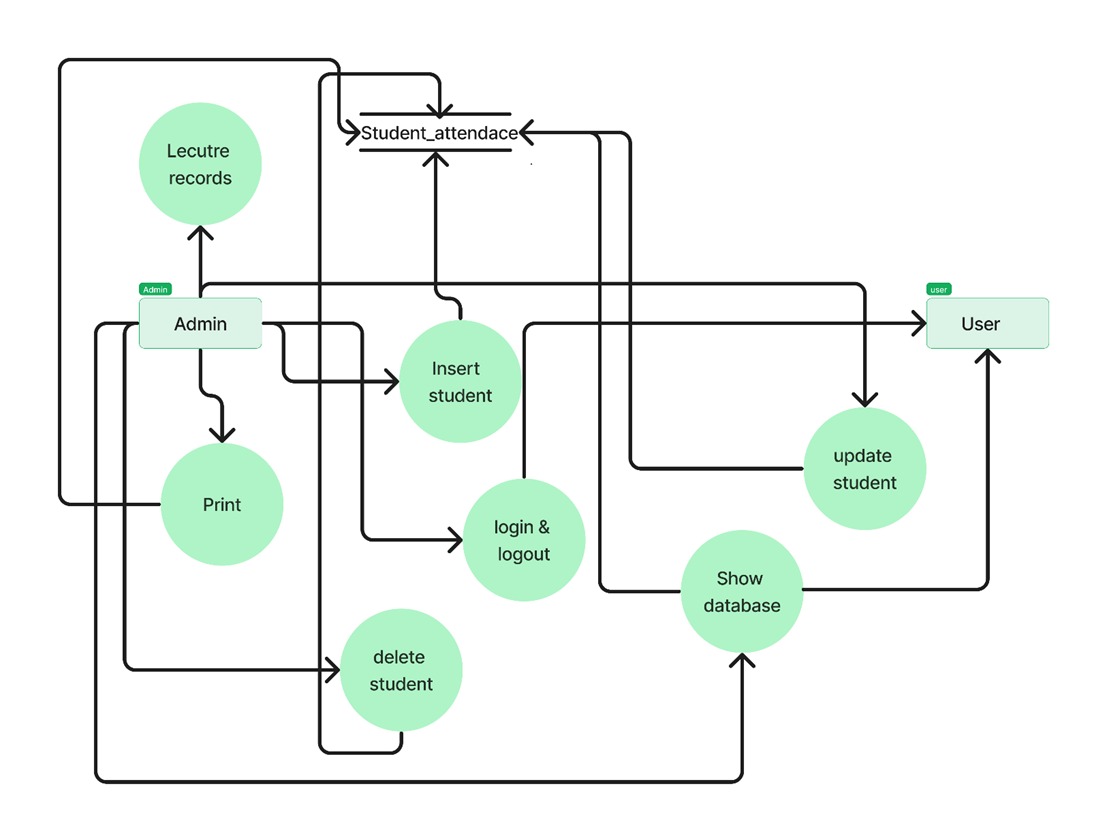 Student_attendace
Lecutre
records
Admin
Admin
user
User
Insert
student
update
student
Print
login &
logout
Show
database
delete
student